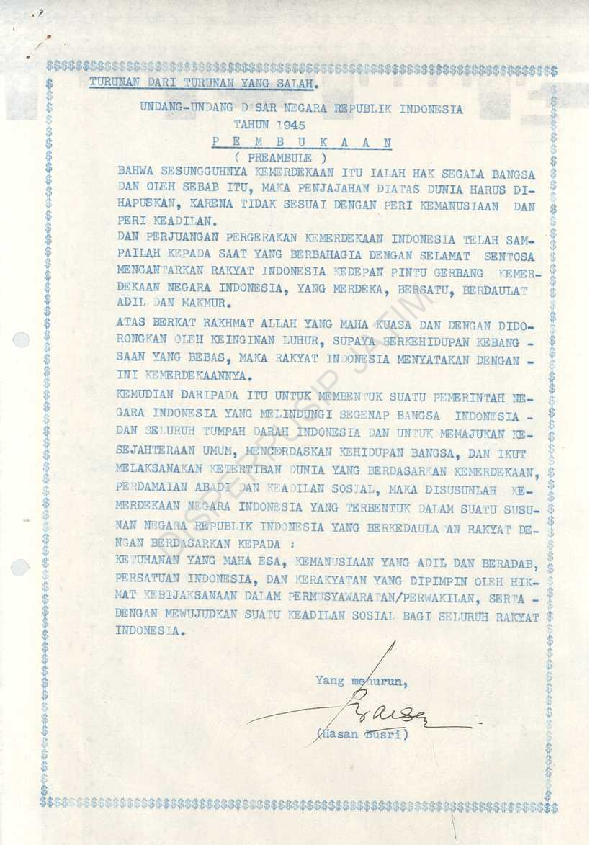 TURUNAN DARI TURUNAN YANG SALAH.
UNDANG-UNDANG D SAR NEGARA REPUBLIK INDONESIA
TAHUN 1945
P E M B U K A A N
( PREAMBULE )
BAHWA SESUNGGUHNYA KEMERDEKAAN ITU IALAH HAK SEGALA BANGSA
DAN OLEH SEBAB ITU, MAKA PENJAJAHAN DIATAS DUNIA HARUS DI-
HAPUSKAN, KARENA TIDAK SESUAI DENGAN PERI KEMANUSIAAN DAN
PERI KEADILAN.
DAN PERJUANGAN PERGERAKAN KEMERDEKAAN INDONESIA TELAH SAM-
PAILAH KEPADA SAAT YANG BERBAHAGIA DENGAN SELAMAT SENTOSA
MENGANTARKAN RAKYAT INDONESIA KEDEPAN PINTU GERBANG KEMER-
DEKAAN NEGARA INDONESIA, YANG MERDEKA, BERSATU, BERDAULAT
ADIL DAN MAKMUR.
ATAS BERKAT RAKHMAT ALLAH YANG MAHA KUASA DAN DENGAN DIDO-
RONGKAN OLEH KEINGINAN LUHUR, SUPAYA BERKEHIDUPAN KEBANG -
SAAN YANG BEBAS, MAKA RAKYAT INDONESIA MENYATAKAN DENGAN -
INI KEMERDEKAANNYA.
KEMUDIAN DARIPADA ITU UNTUK MEMBENTUK SUATU PEMERINTAH NE-
GARA INDONESIA YANG MELINDUNGI SEGENAP BANGSA INDONESIA -
DAN SELURUH TUMPAH DARAH INDONESIA DAN UNTUK MEMAJUKAN KE-
SEJAHTERAAN UMUM, MENCERDASKAN KEHIDUPAN BANGSA, DAN IKUT
MELAKSANAKAN KETERTIBAN DUNIA YANG BERDASARKAN KEMERDEKAAN,
PERDAMAIAN ABADI DAN KEADILAN SOSIAL, MAKA DISUSUNLAH KE-
MERDEKAAN NEGARA INDONESIA YANG TERBENTUK DALAM SUATU SUSU-
NAN NEGARA REPUBLIK INDONESIA YANG BERKEDAULATAN RAKYAT DE-
NGAN BERDASARKAN KEPADA :
KETUHANAN YANG MAHA ESA, KEMANUSIAAN YANG ADIL DAN BERADAB,
PERSATUAN INDONESIA, DAN KERAKYATAN YANG DIPIMPIN OLEH HIK-
MAT KEBIJAKSANAAN DALAM PERMUSYAWARATAN/PERWAKILAN, SERTA -
DENGAN MEWUJUDKAN SUATU KEADILAN SOSIAL BAGI SELURUH RAKYAT
INDONESIA.
Yang menurun,
(Hasan Busri)
DISPERPUSIP JATIM